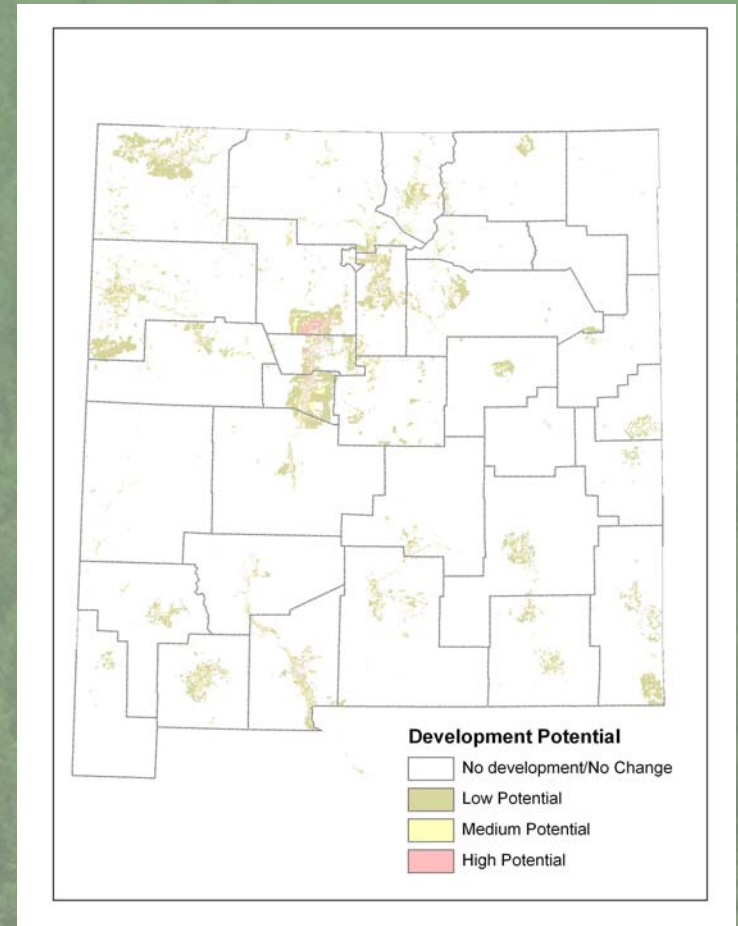 Development Potential
No development/No Change
Low Potential
Medium Potential
High Potential